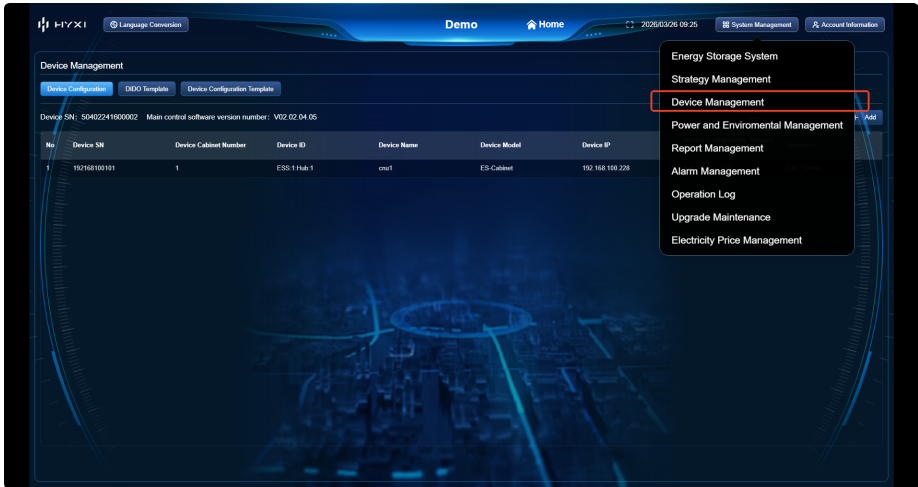 HYXI
Language Conversion
Demo
Home
2026/03/26 09:25
System Management
Account Information
Energy Storage System
Strategy Management
Device Management
Power and Enviromental Management
Report Management
Alarm Management
Operation Log
Upgrade Maintenance
Electricity Price Management
Device Management
Device Configuration
DIDO Template
Device Configuration Template
Device SN: 50402241600002 Main control software version number: V02.02.04.05
Add
No Device SN Device Cabinet Number Device ID Device Name Device Model Device IP
1 192168100101 1 ESS:1:Hub:1 cnu1 ES-Cabinet 192.168.100.228